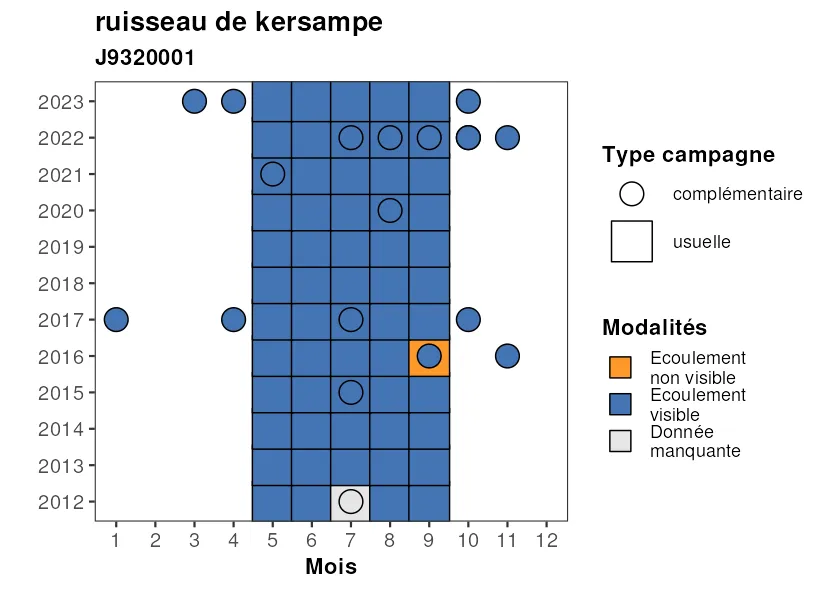 ruisseau de kersampe
J9320001
2023
2022
2021
2020
2019
2018
2017
2016
2015
2014
2013
2012
1 2 3 4 5 6 7 8 9 10 11 12
Mois
Type campagne
complémentaire
usuelle
Modalités
Ecoulement
non visible
Ecoulement
visible
Donnée
manquante